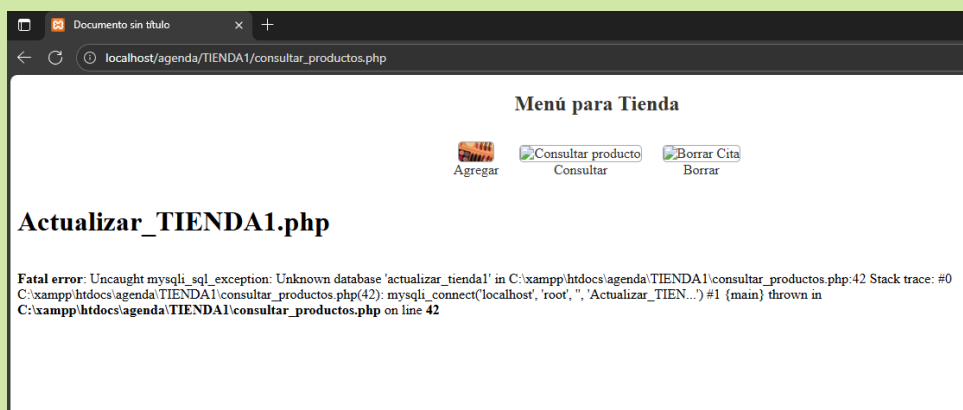 Documento sin título
localhost/agenda/TIENDA1/consultar_productos.php
Menú para Tienda
Consultar producto
Borrar Cita
Agregar
Consultar
Borrar
Actualizar_TIENDA1.php
Fatal error: Uncaught mysqli_sql_exception: Unknown database 'actualizar_tienda1' in C:\xampp\htdocs\agenda\TIENDA1\consultar_productos.php:42 Stack trace: #0
C:\xampp\htdocs\agenda\TIENDA1\consultar_productos.php(42): mysqli_connect('localhost', 'root', '', 'Actualizar_TIEN...') #1 {main} thrown in
C:\xampp\htdocs\agenda\TIENDA1\consultar_productos.php on line 42